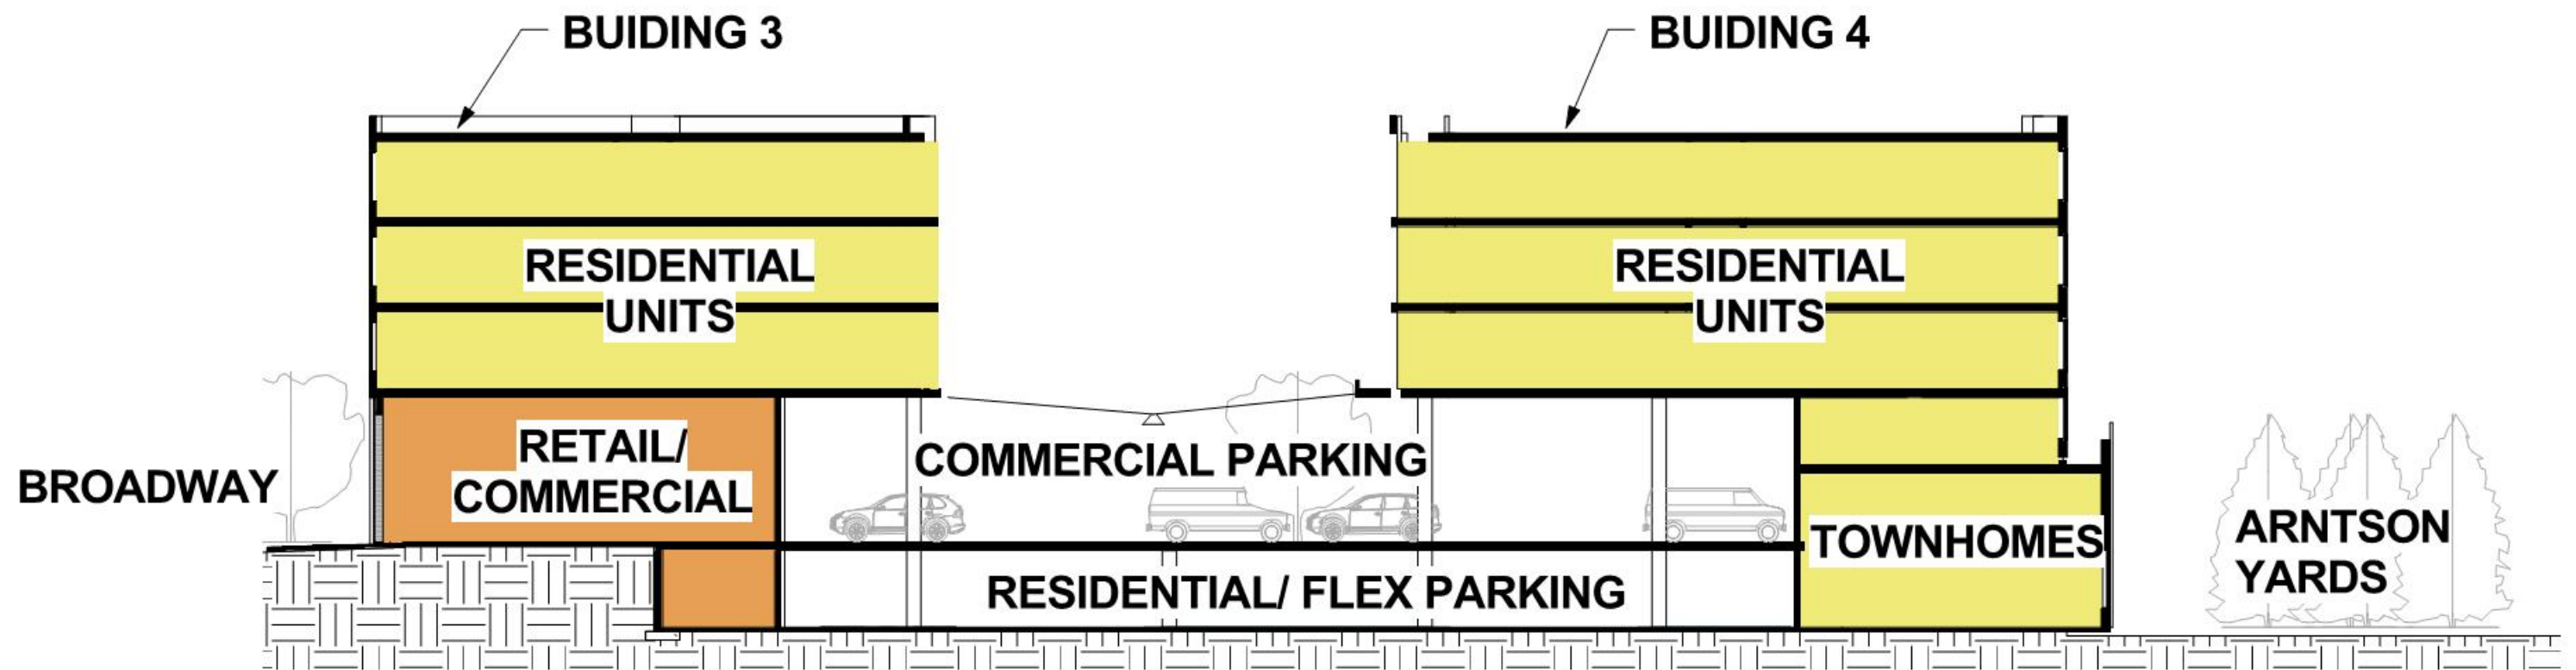 BUIDING 3
BUIDING 4
RESIDENTIAL
UNITS
RESIDENTIAL
UNITS
BROADWAY
RETAIL/
COMMERCIAL
COMMERCIAL PARKING
RESIDENTIAL/ FLEX PARKING
TOWNHOMES
ARNTSON
YARDS